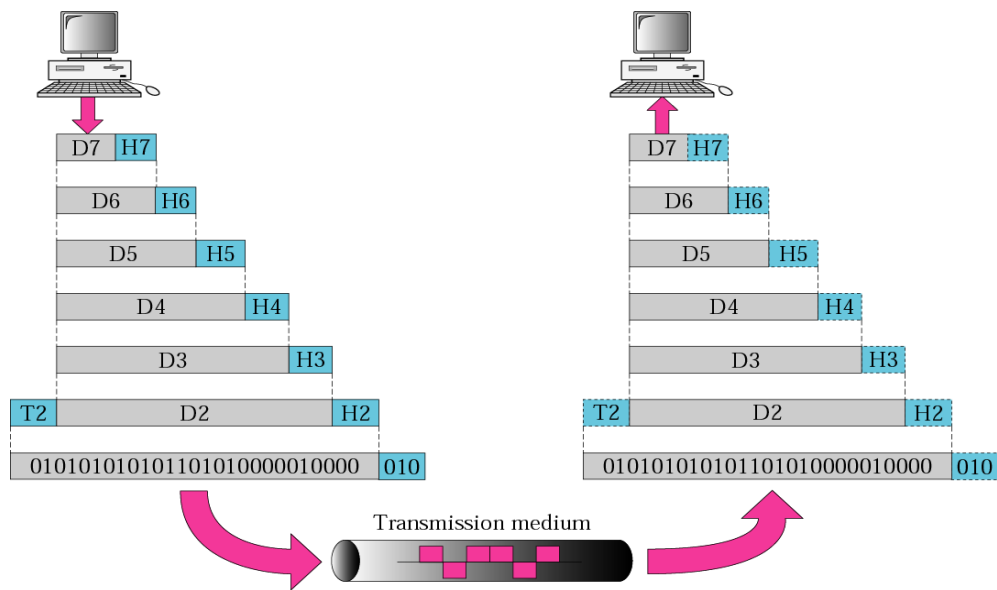 D7 H7 D7 H7
D6 H6 D6 H6
D5 H5 D5 H5
D4 H4 D4 H4
D3 H3 D3 H3
T2 D2 H2 T2 D2 H2
010101010101101010000010000 010 010101010101101010000010000 010
Transmission medium